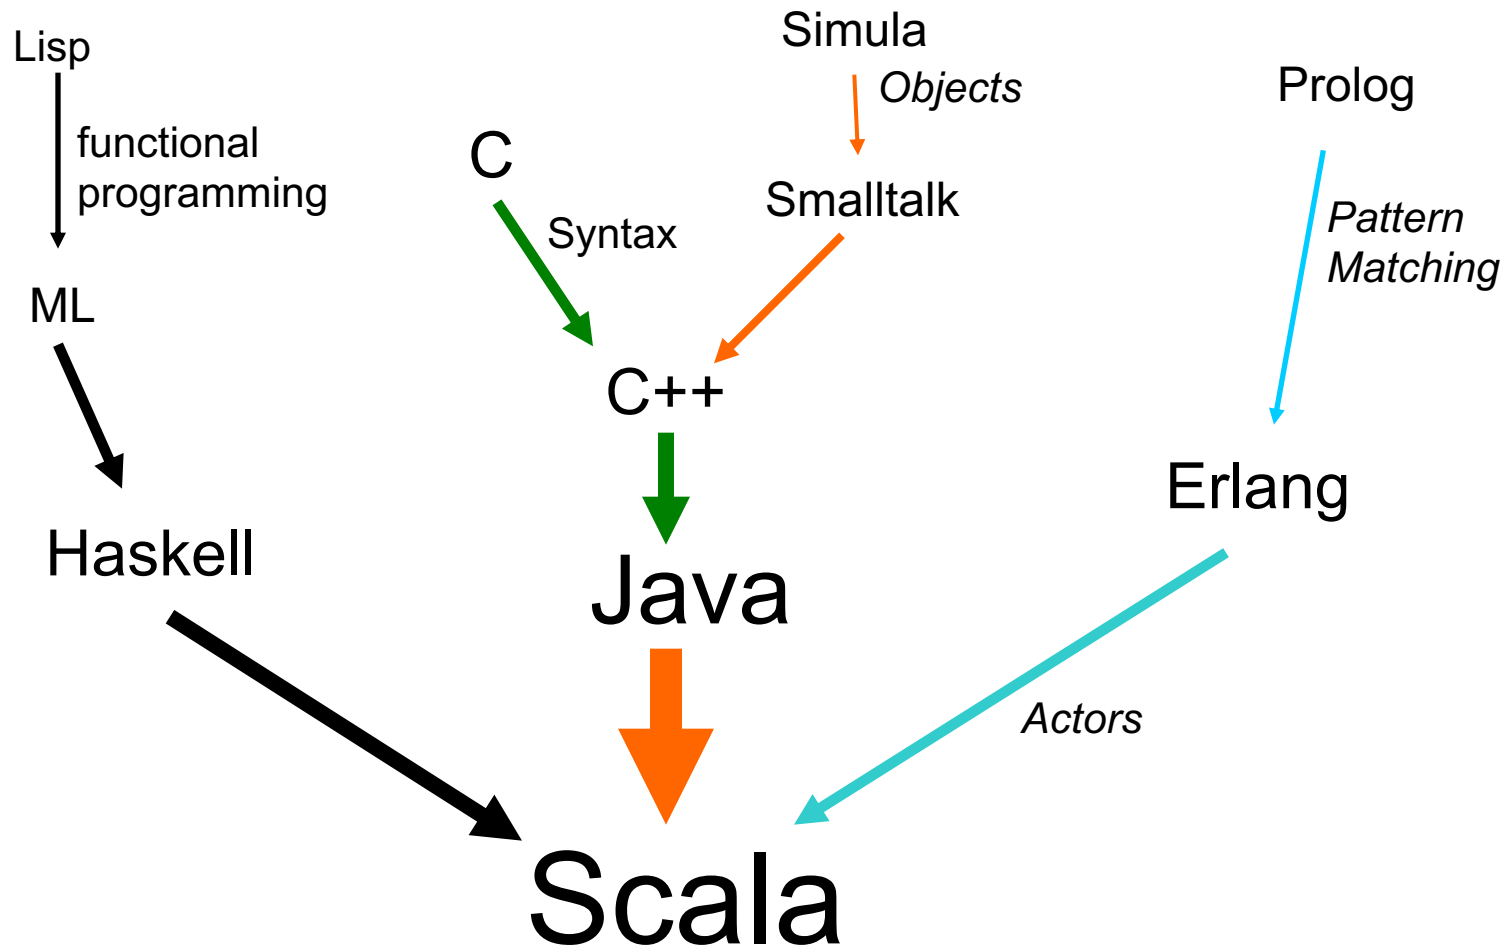 Simula
Lisp
Objects
Prolog
functional
programming
C
Smalltalk
Syntax
Pattern
Matching
ML
C++
Erlang
Haskell
Java
Actors
Scala